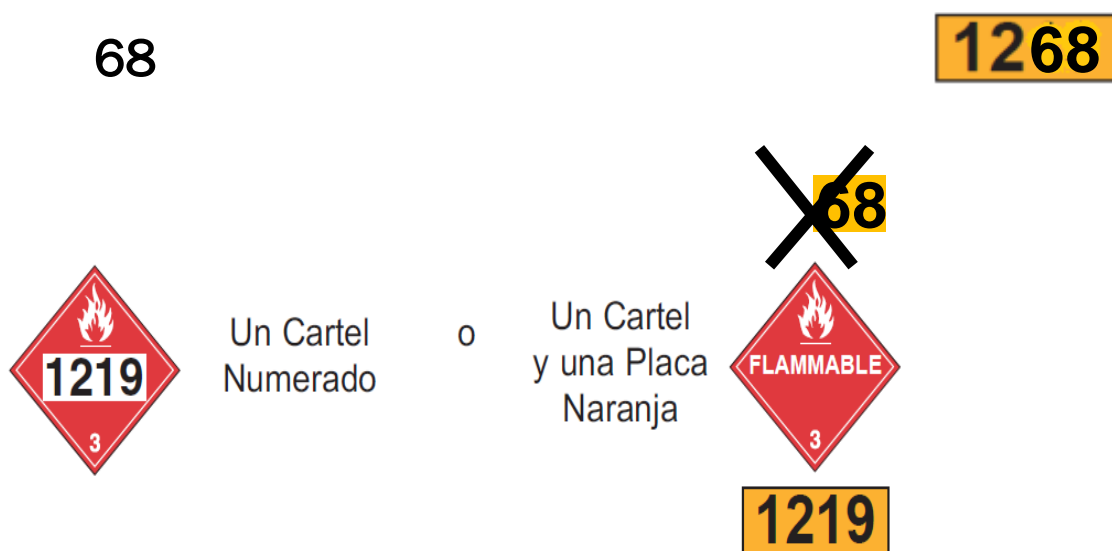 68
1268
68
1219
3
Un Cartel
Numerado
o
Un Cartel
y una Placa
Naranja
FLAMMABLE
3
1219